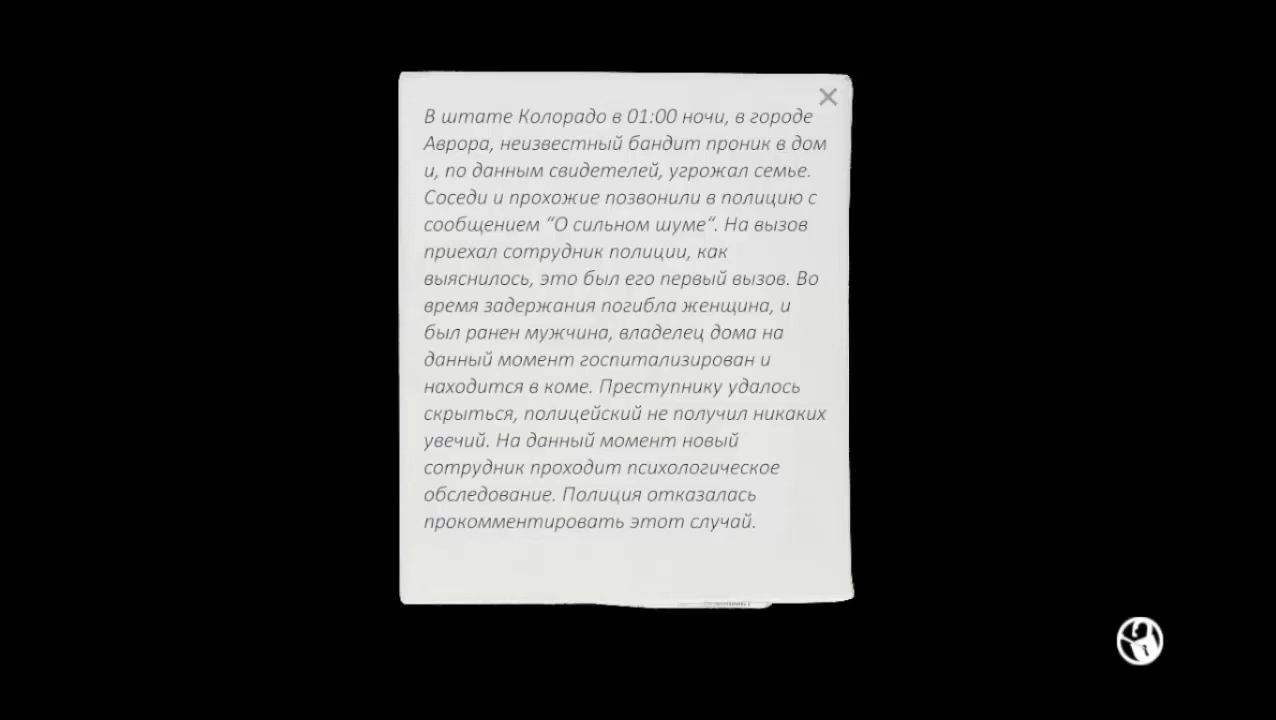 В штате Колорадо в 01:00 ночи, в городе
Аврора, неизвестный бандит проник в дом
и, по данным свидетелей, угрожал семье.
Соседи и прохожие позвонили в полицию с
сообщением “О сильном шуме“. На вызов
приехал сотрудник полиции, как
выяснилось, это был его первый вызов. Во
время задержания погибла женщина, и
был ранен мужчина, владелец дома на
данный момент госпитализирован и
находится в коме. Преступнику удалось
скрыться, полицейский не получил никаких
увечий. На данный момент новый
сотрудник проходит психологическое
обследование. Полиция отказалась
прокомментировать этот случай.